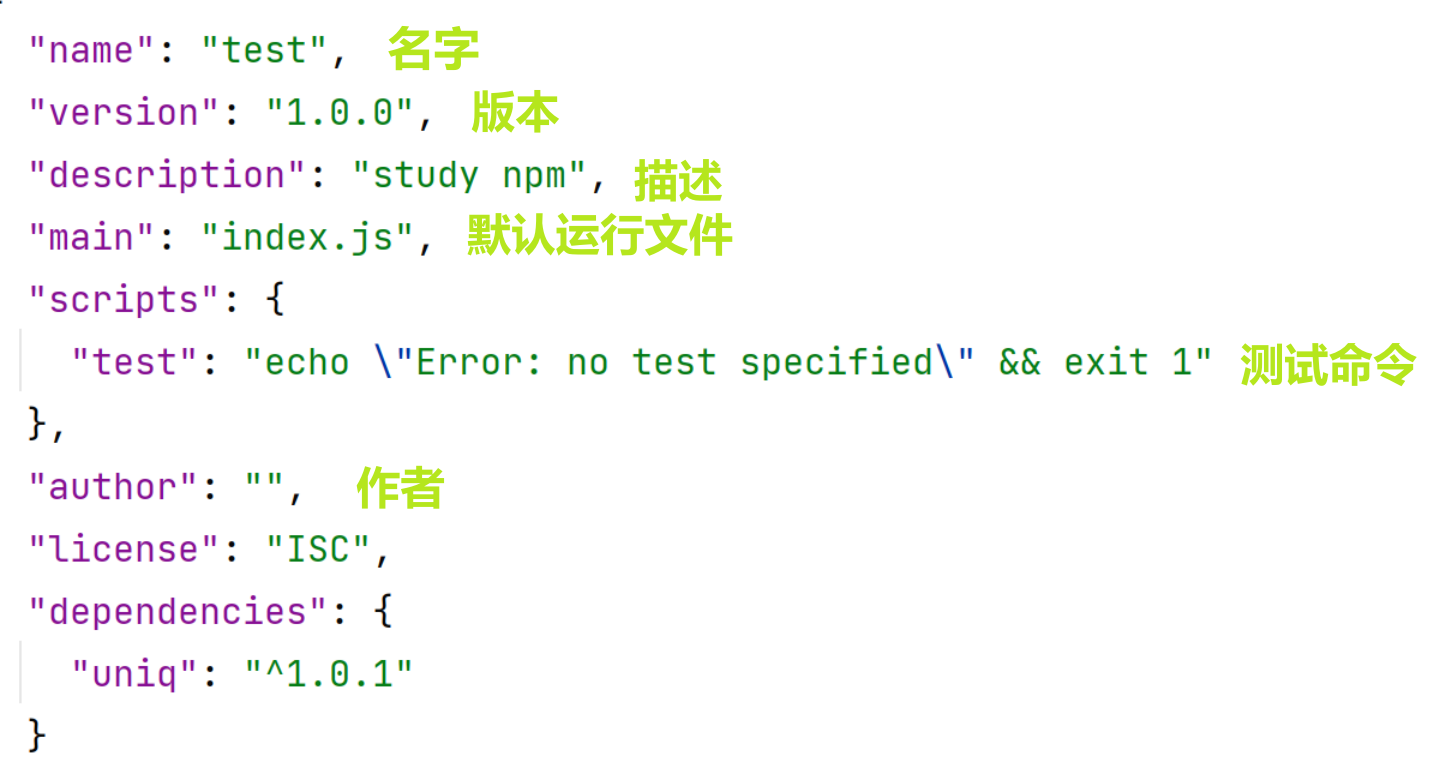 "name": "test", 名字
"version": "1.0.0", 版本
"description": "study npm", 描述
"main": "index.js", 默认运行文件
"scripts": {
"test": "echo \"Error: no test specified\" && exit 1" 测试命令
},
"author": "", 作者
"license": "ISC",
"dependencies": {
"uniq": "^1.0.1"
}